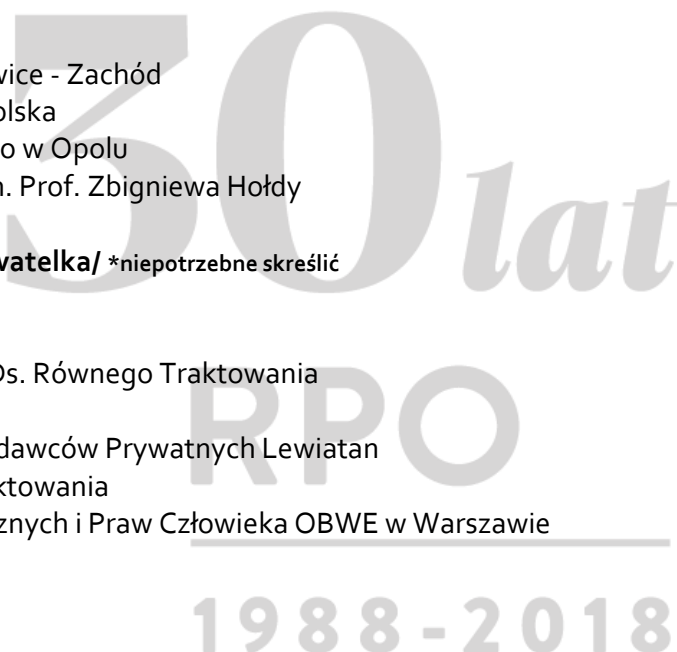 30 lat
wice - Zachód
olska
o w Opolu
n. Prof. Zbigniewa Hołdy
watelka/ *niepotrzebne skreślić
Ds. Równego Traktowania
dawców Prywatnych Lewiatan
ktowania
znych i Praw Człowieka OBWE w Warszawie
RPO
1988-2018